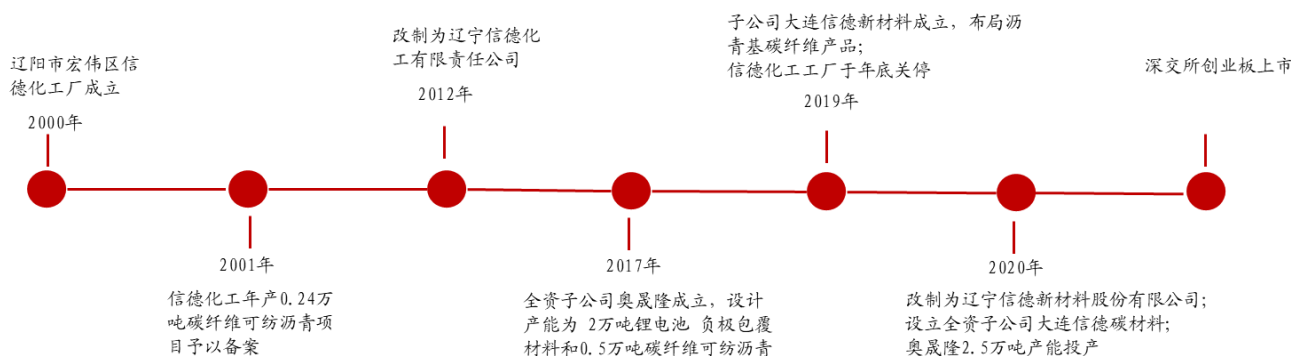 辽阳市宏伟区信
德化工厂成立
2000年
2001年
信德化工年产0.24万
吨碳纤维可纺沥青项
目予以备案
改制为辽宁信德化
工有限责任公司
2012年
2017年
全资子公司奥晟隆成立，设计
产能为 2万吨锂电池 负极包覆
材料和0.5万吨碳纤维可纺沥青
子公司大连信德新材料成立，布局沥
青基碳纤维产品；
信德化工工厂于年底关停
2019年
2020年
改制为辽宁信德新材料股份有限公司；
设立全资子公司大连信德碳材料；
奥晟隆2.5万吨产能投产
深交所创业板上市